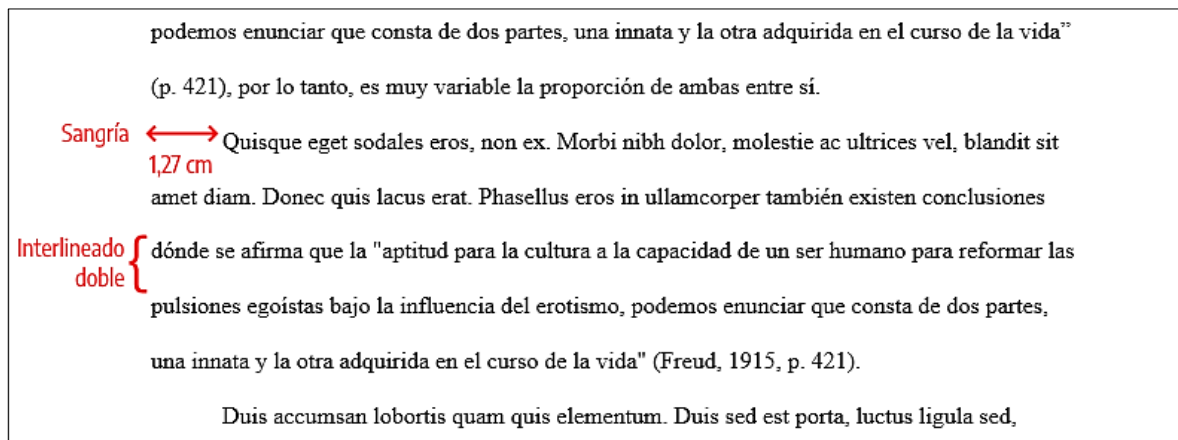 podemos enunciar que consta de dos partes, una innata y la otra adquirida en el curso de la vida”
(p. 421), por lo tanto, es muy variable la proporción de ambas entre sí.
Sangría
1,27 cm
Quisque eget sodales eros, non ex. Morbi nibh dolor, molestie ac ultrices vel, blandit sit
amet diam. Donec quis lacus erat. Phasellus eros in ullamcorper también existen conclusiones
Interlineado
doble
dónde se afirma que la "aptitud para la cultura a la capacidad de un ser humano para reformar las
pulsiones egoístas bajo la influencia del erotismo, podemos enunciar que consta de dos partes,
una innata y la otra adquirida en el curso de la vida" (Freud, 1915, p. 421).
Duis accumsan lobortis quam quis elementum. Duis sed est porta, luctus ligula sed,